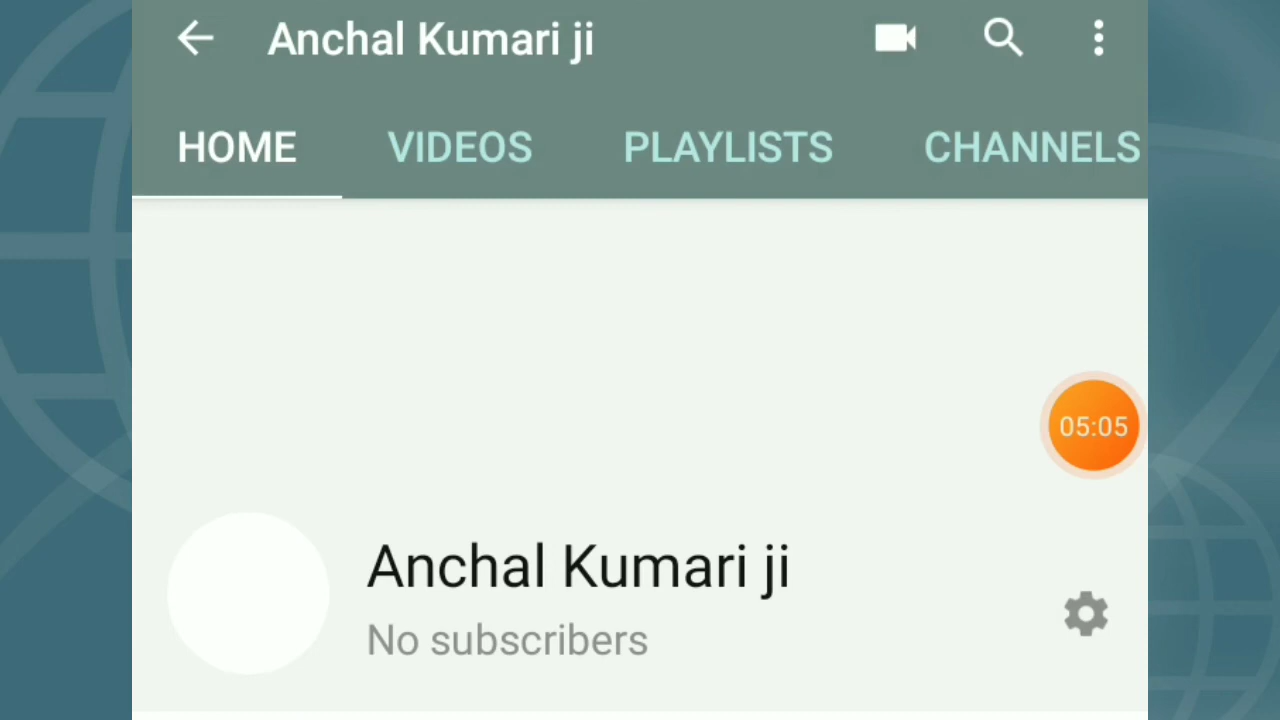 Anchal Kumari ji
HOME VIDEOS PLAYLISTS CHANNELS
05:05
Anchal Kumari ji
No subscribers